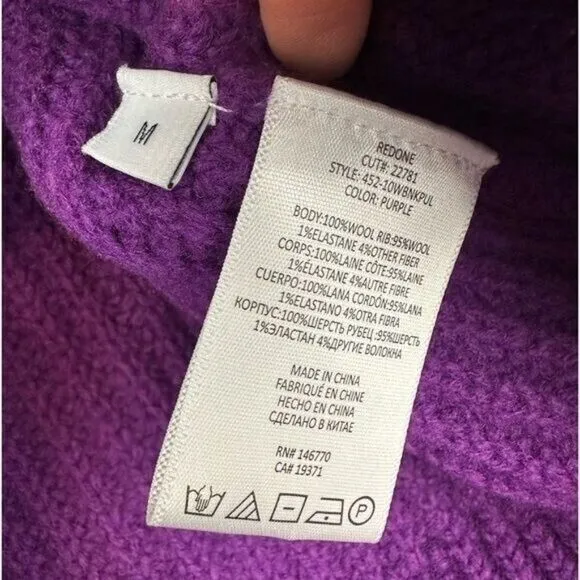 M
REDONE
CUT#: 22781
STYLE: 452-10WBNKPUL
COLOR: PURPLE
BODY:100%WOOL RIB:95%WOOL
1%ELASTANE 4%OTHER FIBER
CORPS:100%LAINE CÔTE:95%LAINE
1%ELASTANE 4%AUTRE FIBRE
CUERPO:100%LANA CORDÓN:95%LANA
1%ELASTANO 4%OTRA FIBRA
КОРПУС:100%ШЕРСТЬ РУБЕЦ:95%ШЕРСТЬ
1%ЭЛАСТАН 4%ДРУГИЕ ВОЛОКНА
MADE IN CHINA
FABRIQUÉ EN CHINE
HECHO EN CHINA
СДЕЛАНО В КИТАЕ
RN# 146770
CA# 19371
P